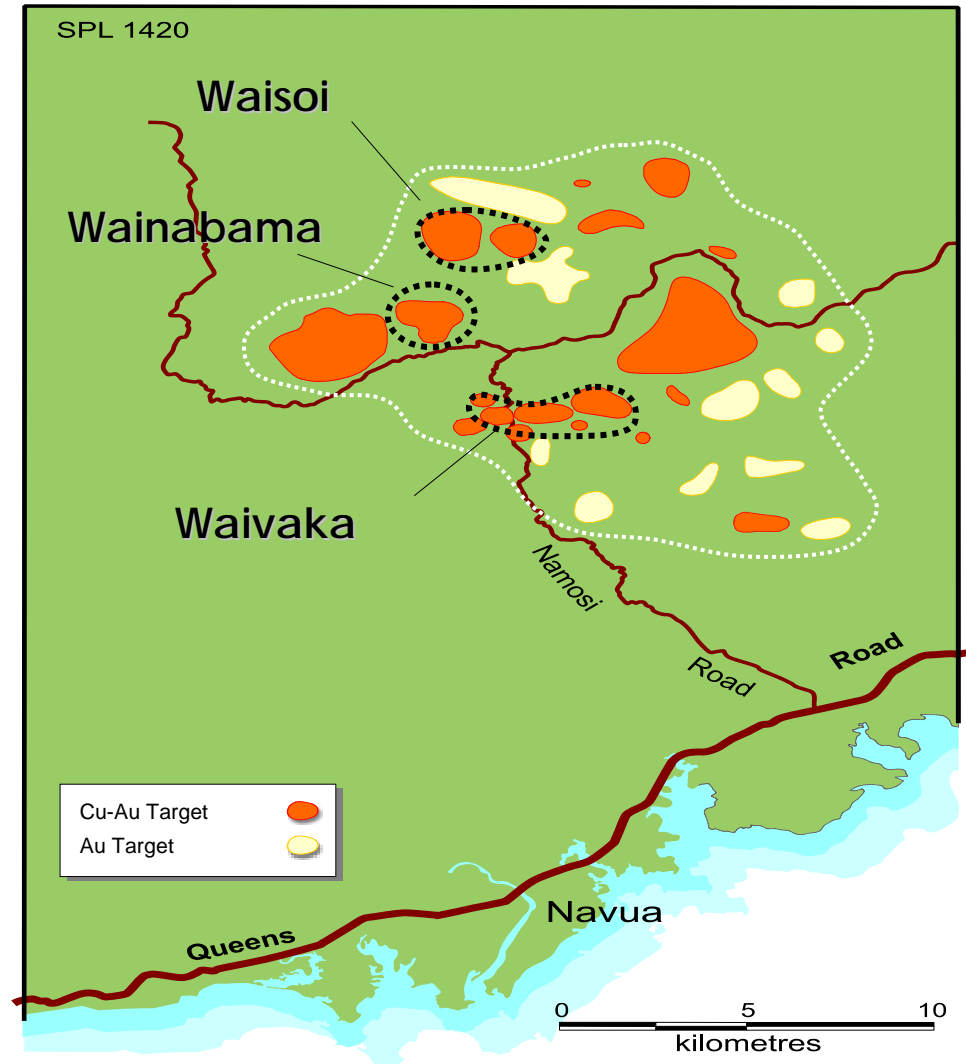 SPL 1420
Waisoi
Wainabama
Waivaka
Namosi
Road
Road
Cu-Au Target
Au Target
Navua
Queens
0 5 10
kilometres